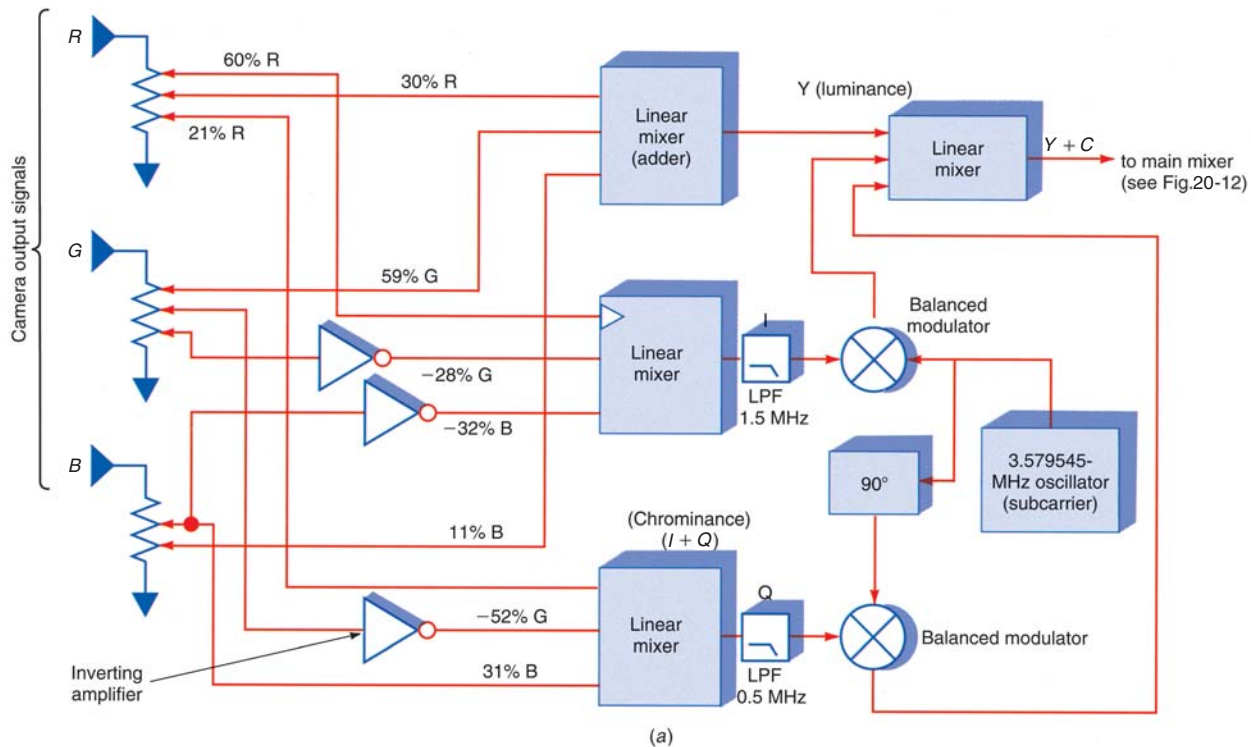 Camera output signals
R
60% R
30% R
21% R
Linear
mixer
(adder)
Y (luminance)
Linear
mixer
Y + C
to main mixer
(see Fig.20-12)
G
59% G
−28% G
−32% B
Linear
mixer
I
LPF
1.5 MHz
Balanced
modulator
B
11% B
90°
3.579545-
MHz oscillator
(subcarrier)
(Chrominance)
(I + Q)
−52% G
31% B
Linear
mixer
Q
LPF
0.5 MHz
Balanced modulator
Inverting
amplifier
(a)